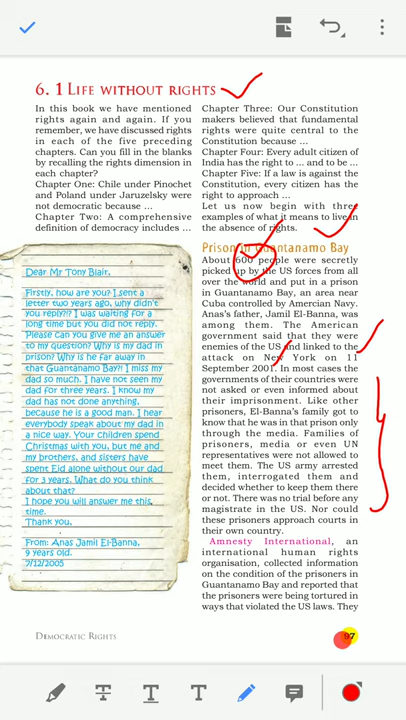 6. 1 LIFE WITHOUT RIGHTS
In this book we have mentioned
rights again and again. If you
remember, we have discussed rights
in each of the five preceding
chapters. Can you fill in the blanks
by recalling the rights dimension in
each chapter?
Chapter One: Chile under Pinochet
and Poland under Jaruzelsky were
not democratic because ...
Chapter Two: A comprehensive
definition of democracy includes ...
Chapter Three: Our Constitution
makers believed that fundamental
rights were quite central to the
Constitution because ...
Chapter Four: Every adult citizen of
India has the right to ... and to be ...
Chapter Five: If a law is against the
Constitution, every citizen has the
right to approach ...
Let us now begin with three
examples of what it means to live in
the absence of rights.
Dear Mr Tony Blair,
Firstly, how are you? I sent a
letter two years ago, why didn't
you reply?!? I was waiting for a
long time but you did not reply.
Please can you give me an answer
to my question? Why is my dad in
prison? Why is he far away in
that Guantanamo Bay?! I miss my
dad so much. I have not seen my
dad for three years. I know my
dad has not done anything,
because he is a good man. I hear
everybody speak about my dad in
a nice way. Your children spend
Christmas with you, but me and
my brothers, and sisters have
spent Eid alone without our dad
for 3 years. What do you think
about that?
I hope you will answer me this
time.
Thank you,
From: Anas Jamil El-Banna,
9 years old.
7/12/2005
Prison in Guantanamo Bay
About 600 people were secretly
picked up by the US forces from all
over the world and put in a prison
in Guantanamo Bay, an area near
Cuba controlled by Amercian Navy.
Anas's father, Jamil El-Banna, was
among them. The American
government said that they were
enemies of the US and linked to the
attack on New York on 11
September 2001. In most cases the
governments of their countries were
not asked or even informed about
their imprisonment. Like other
prisoners, El-Banna's family got to
know that he was in that prison only
through the media. Families of
prisoners, media or even UN
representatives were not allowed to
meet them. The US army arrested
them, interrogated them and
decided whether to keep them there
or not. There was no trial before any
magistrate in the US. Nor could
these prisoners approach courts in
their own country.
Amnesty International, an
international human rights
organisation, collected information
on the condition of the prisoners in
Guantanamo Bay and reported that
the prisoners were being tortured in
ways that violated the US laws. They
DEMOCRATIC RIGHTS
97
T
T
T